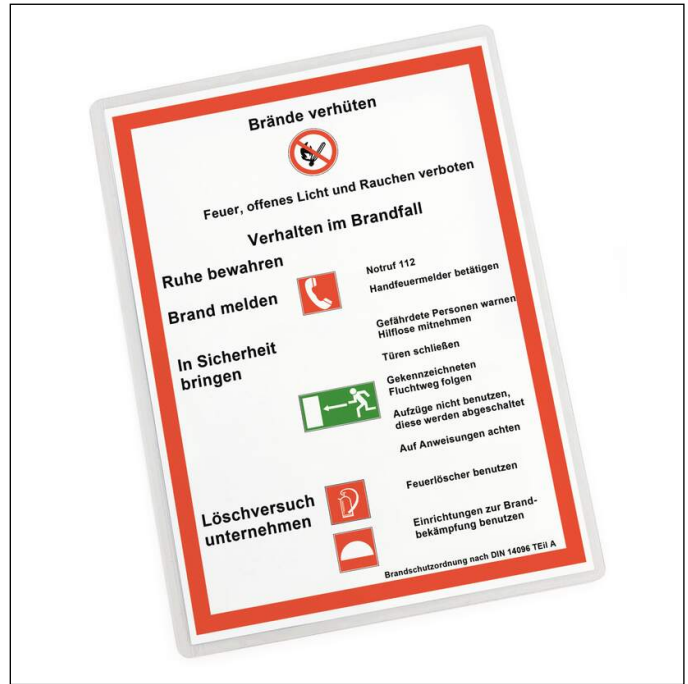 Brände verhüten
Feuer, offenes Licht und Rauchen verboten
Verhalten im Brandfall
Ruhe bewahren
Brand melden
Notruf 112
Handfeuermelder betätigen
In Sicherheit
bringen
Gefährdete Personen warnen
Hilflose mitnehmen
Türen schließen
Gekennzeichneten
Fluchtweg folgen
Aufzüge nicht benutzen,
diese werden abgeschaltet
Auf Anweisungen achten
Löschversuch
unternehmen
Feuerlöscher benutzen
Einrichtungen zur Brand-
bekämpfung benutzen
Brandschutzordnung nach DIN 14096 TEil A